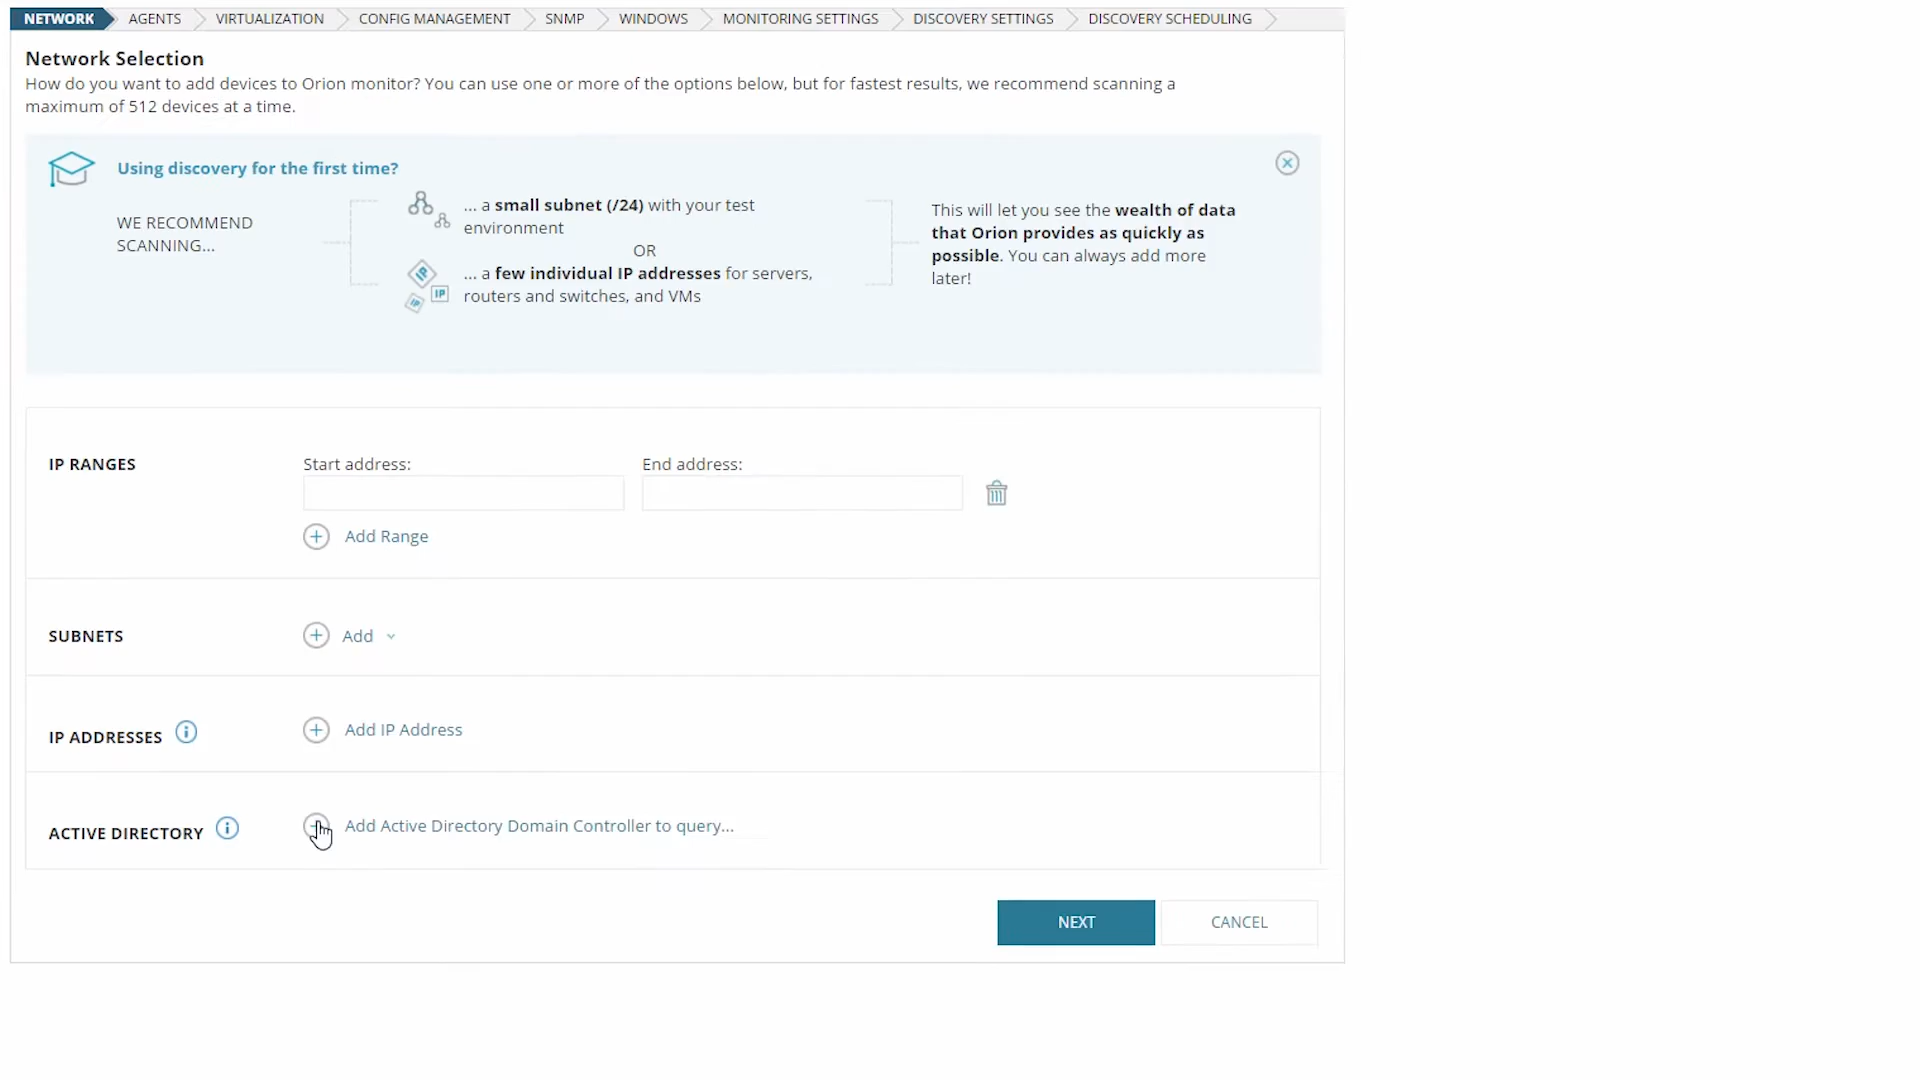 NETWORK AGENTS VIRTUALIZATION CONFIG MANAGEMENT SNMP WINDOWS MONITORING SETTINGS DISCOVERY SETTINGS DISCOVERY SCHEDULING
Network Selection
How do you want to add devices to Orion monitor? You can use one or more of the options below, but for fastest results, we recommend scanning a
maximum of 512 devices at a time.
Using discovery for the first time?
WE RECOMMEND
SCANNING...
... a small subnet (/24) with your test
environment
OR
... a few individual IP addresses for servers,
routers and switches, and VMs
IP
IP
IP
This will let you see the wealth of data
that Orion provides as quickly as
possible. You can always add more
later!
IP RANGES
Start address:
End address:
Add Range
SUBNETS
Add
IP ADDRESSES
Add IP Address
ACTIVE DIRECTORY
Add Active Directory Domain Controller to query...
NEXT
CANCEL